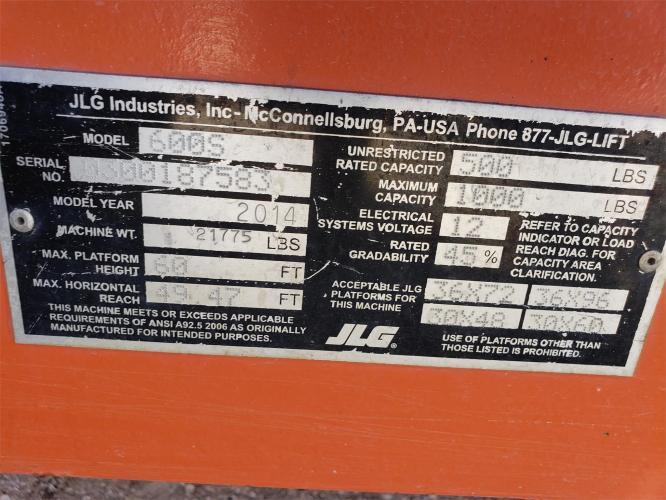 JLG Industries, Inc-McConnellsburg, PA-USA Phone 877-JLG-LIFT
MODEL 600S
SERIAL NO. 0300187583
MODEL YEAR 2014
MACHINE WT. 21775 LBS
MAX. PLATFORM HEIGHT 60 FT
MAX. HORIZONTAL REACH 49.47 FT
THIS MACHINE MEETS OR EXCEEDS APPLICABLE
REQUIREMENTS OF ANSI A92.5 2006 AS ORIGINALLY
MANUFACTURED FOR INTENDED PURPOSES.
UNRESTRICTED RATED CAPACITY 500 LBS
MAXIMUM CAPACITY 1000 LBS
ELECTRICAL SYSTEMS VOLTAGE 12
RATED GRADABILITY 45 %
REFER TO CAPACITY
INDICATOR OR LOAD
REACH DIAG. FOR
CAPACITY AREA
CLARIFICATION.
ACCEPTABLE JLG
PLATFORMS FOR
THIS MACHINE
36X72 36X96
30X48 30X60
JLG®
USE OF PLATFORMS OTHER THAN
THOSE LISTED IS PROHIBITED.